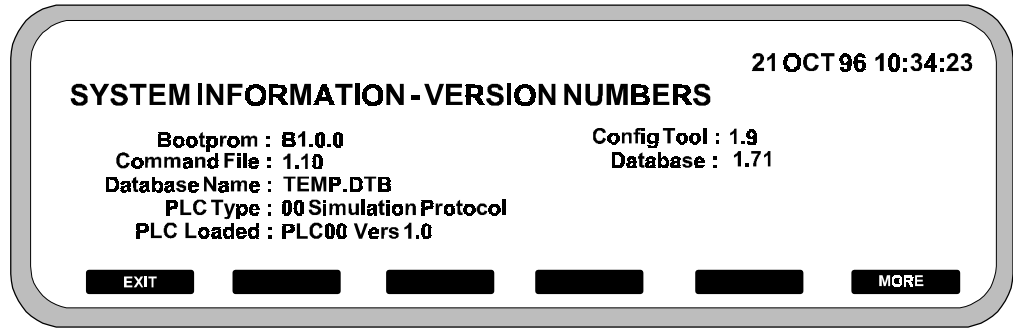 21 OCT 96 10:34:23
SYSTEM INFORMATION - VERSION NUMBERS
Bootprom : B1.0.0 Config Tool : 1.9
Command File : 1.10 Database : 1.71
Database Name : TEMP.DTB
PLC Type : 00 Simulation Protocol
PLC Loaded : PLC00 Vers 1.0
EXIT MORE